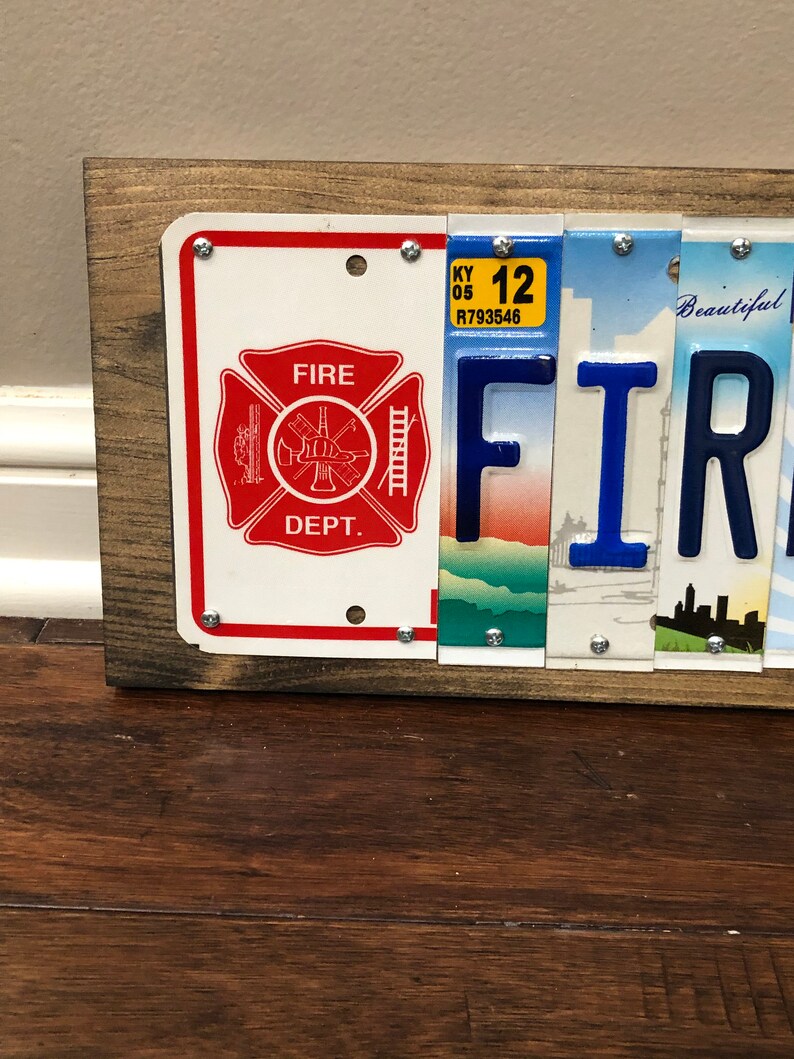 FIRE
DEPT.
KY
05 12
R793546
Beautiful
FIR